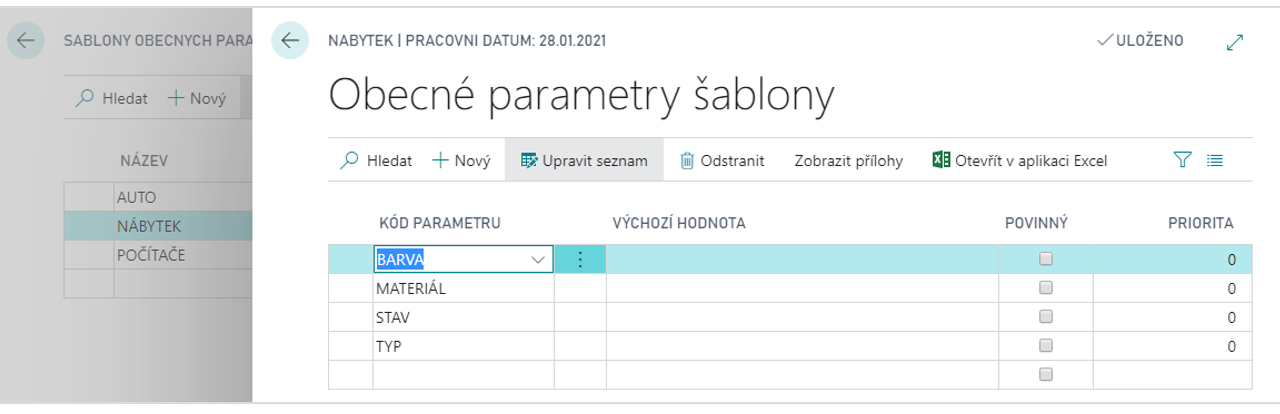 SABLONY OBECNYCH PARA
Hledat
Nový
NÁZEV
AUTO
NÁBYTEK
POČÍTAČE
NABYTEK | PRACOVNI DATUM: 28.01.2021
ULOŽENO
Obecné parametry šablony
Hledat
Nový
Upravit seznam
Odstranit
Zobrazit přílohy
Otevřít v aplikaci Excel
KÓD PARAMETRU
VÝCHOZÍ HODNOTA
POVINNÝ
PRIORITA
BARVA
0
MATERIÁL
0
STAV
0
TYP
0